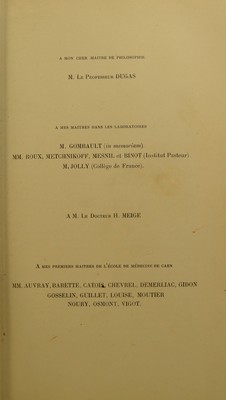 A MON CHER MAITRE DE PHILOSOPHIE
M. LE PROFESSEUR DUGAS
A MES MAITRES DANS LES LABORATOIRES
M. GOMBAULT (in memoriam)
MM. ROUX, METCHNIKOFF, MESNIL et BINOT (Institut Pasteur)
M. JOLLY (Collège de France).
A M. LE DOCTEUR H. MEIGE
A MES PREMIERS MAITRES DE L'ÉCOLE DE MÉDECINE DE CAEN
MM. AUVRAY, BARETTE, CATOIS, CHEVREL, DEMERLIAC, GIDON
GOSSELIN, GUILLET, LOUISE, MOUTIER
NOURY, OSMONT, VIGOT.